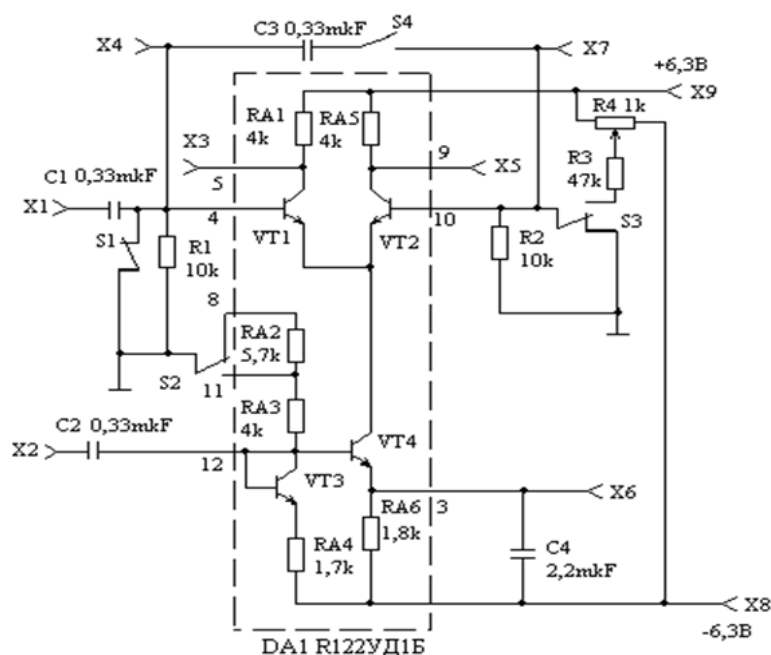 C3 0,33mkF S4
X4
X7
+6,3В
X9
RA1
4k
RA5
4k
R4 1k
X3
9
X5
R3
47k
C1 0,33mkF
5
X1
4
VT1
VT2
10
S3
S1
R1
10k
R2
10k
8
RA2
5,7k
S2
11
RA3
4k
C2 0,33mkF
X2
12
VT4
VT3
X6
3
RA6
1,8k
RA4
1,7k
C4
2,2mkF
X8
-6,3В
DA1 R122УД1Б